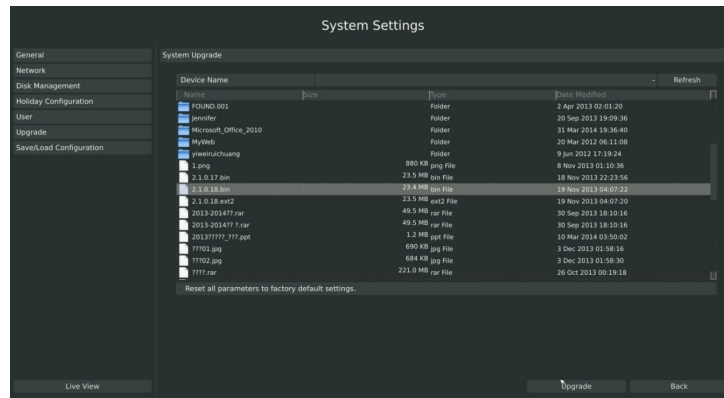 System Settings
General
Network
Disk Management
Holiday Configuration
User
Upgrade
Save/Load Configuration
Live View
System Upgrade
Device Name - Refresh
Name Size Type Date Modified
FOUND.001 Folder 2 Apr 2013 02:01:20
Jennifer Folder 20 Sep 2013 19:09:36
Microsoft_Office_2010 Folder 31 Mar 2014 19:36:40
MyWeb Folder 20 Mar 2012 06:11:08
yiweiruichuang Folder 9 Jun 2012 17:19:24
1.png 880 KB png File 8 Nov 2013 01:10:36
2.1.0.17.bin 23.5 MB bin File 18 Nov 2013 22:23:56
2.1.0.18.bin 23.4 MB bin File 19 Nov 2013 04:07:22
2.1.0.18.ext2 23.5 MB ext2 File 19 Nov 2013 04:07:20
2013-2014??.rar 49.5 MB rar File 30 Sep 2013 18:10:16
2013-2014?? ?.rar 49.5 MB rar File 30 Sep 2013 18:10:16
2013?????_???.ppt 1.2 MB ppt File 10 Mar 2014 03:50:02
???01.jpg 690 KB jpg File 3 Dec 2013 01:58:16
???02.jpg 684 KB jpg File 3 Dec 2013 01:58:30
????.rar 221.0 MB rar File 26 Oct 2013 00:19:18
Reset all parameters to factory default settings.
Upgrade Back